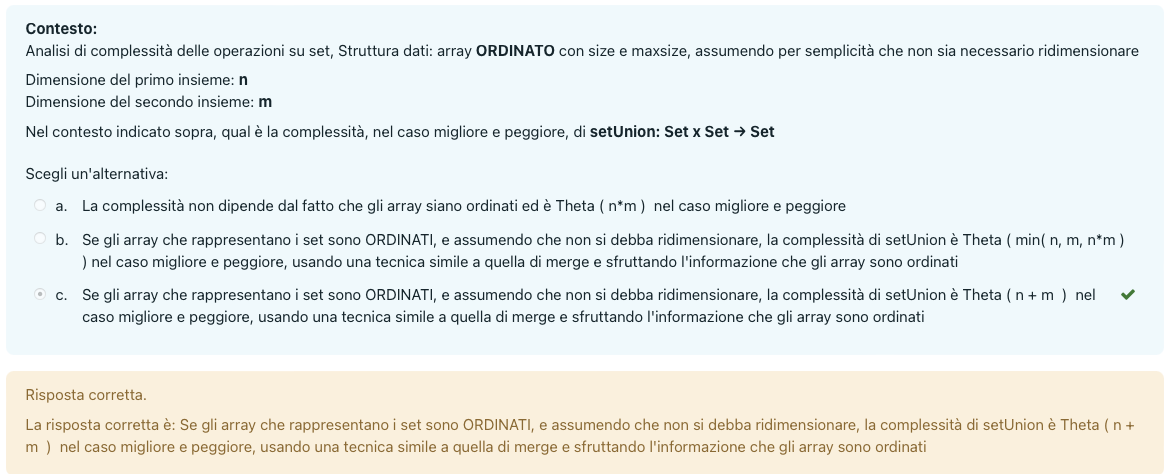 Contesto:
Analisi di complessità delle operazioni su set, Struttura dati: array ORDINATO con size e maxsize, assumendo per semplicità che non sia necessario ridimensionare
Dimensione del primo insieme: n
Dimensione del secondo insieme: m
Nel contesto indicato sopra, qual è la complessità, nel caso migliore e peggiore, di setUnion: Set x Set → Set
Scegli un'alternativa:
a. La complessità non dipende dal fatto che gli array siano ordinati ed è Theta ( n*m ) nel caso migliore e peggiore
b. Se gli array che rappresentano i set sono ORDINATI, e assumendo che non si debba ridimensionare, la complessità di setUnion è Theta ( min( n, m, n*m )
) nel caso migliore e peggiore, usando una tecnica simile a quella di merge e sfruttando l'informazione che gli array sono ordinati
c. Se gli array che rappresentano i set sono ORDINATI, e assumendo che non si debba ridimensionare, la complessità di setUnion è Theta ( n + m ) nel
caso migliore e peggiore, usando una tecnica simile a quella di merge e sfruttando l'informazione che gli array sono ordinati
Risposta corretta.
La risposta corretta è: Se gli array che rappresentano i set sono ORDINATI, e assumendo che non si debba ridimensionare, la complessità di setUnion è Theta ( n +
m ) nel caso migliore e peggiore, usando una tecnica simile a quella di merge e sfruttando l'informazione che gli array sono ordinati